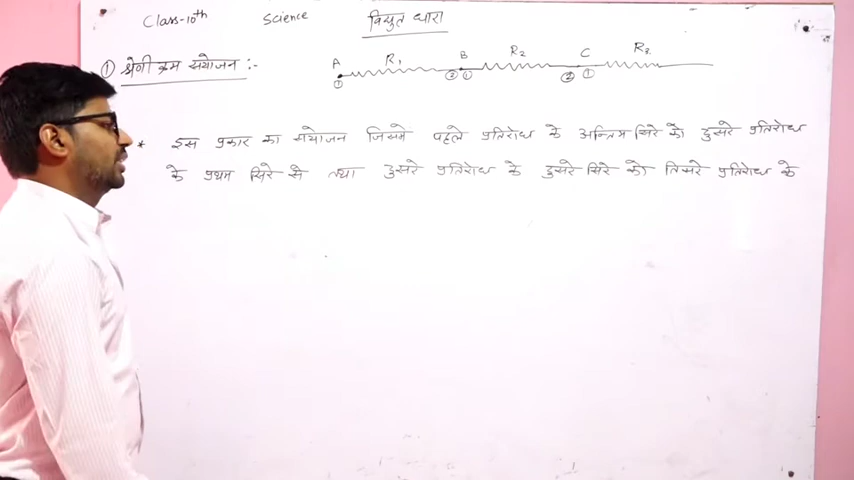 Class-10th Science विद्युत धारा
① श्रेणी क्रम संयोजन :-
A R₁ B R₂ C R₃
① ② ① ② ①
* इस प्रकार का संयोजन जिसमे पहले प्रतिरोध के अन्तिम सिरे को दुसरे प्रतिरोध
के प्रथम सिरे से तथा दुसरे प्रतिरोध के दुसरे सिरे को तिसरे प्रतिरोध के